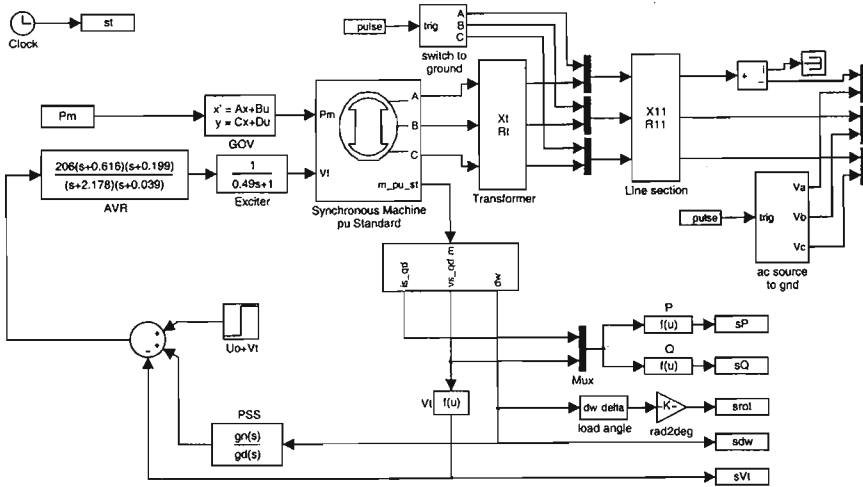 Clock
st
pulse
trig
A
B
C
switch to
ground
Pm
x' = Ax+Bu
y = Cx+Du
GOV
206(s+0.616)(s+0.199)
(s+2.178)(s+0.039)
AVR
1
0.49s+1
Exciter
Pm
Vt
A
B
C
m_pu_st
Synchronous Machine
pu Standard
Xt
Rt
Transformer
X11
R11
Line section
+
i
-
pulse
trig
Va
Vb
Vc
ac source
to gnd
E
is_qd
vs_qd
dw
Uo+Vt
+
+
-
PSS
gn(s)
gd(s)
Vt
f(u)
Mux
P
f(u)
sP
Q
f(u)
sQ
dw delta
load angle
-K-
rad2deg
srot
sdw
sVt